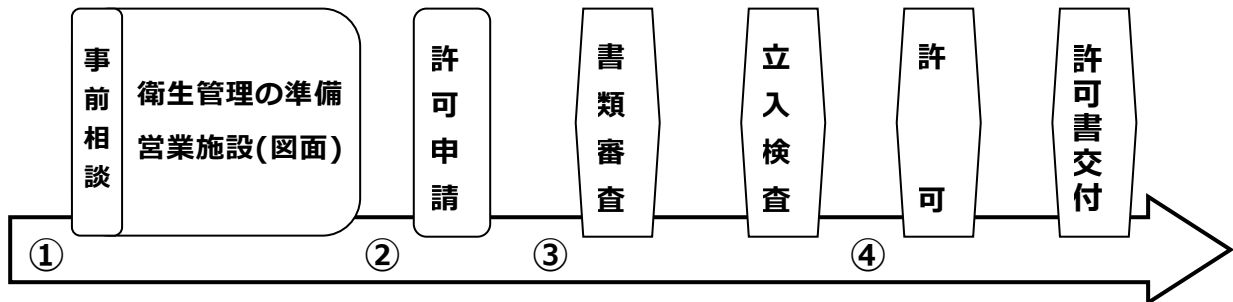 事前相談
衛生管理の準備
営業施設(図面)
許可申請
書類審査
立入検査
許可
許可書交付
①
②
③
④